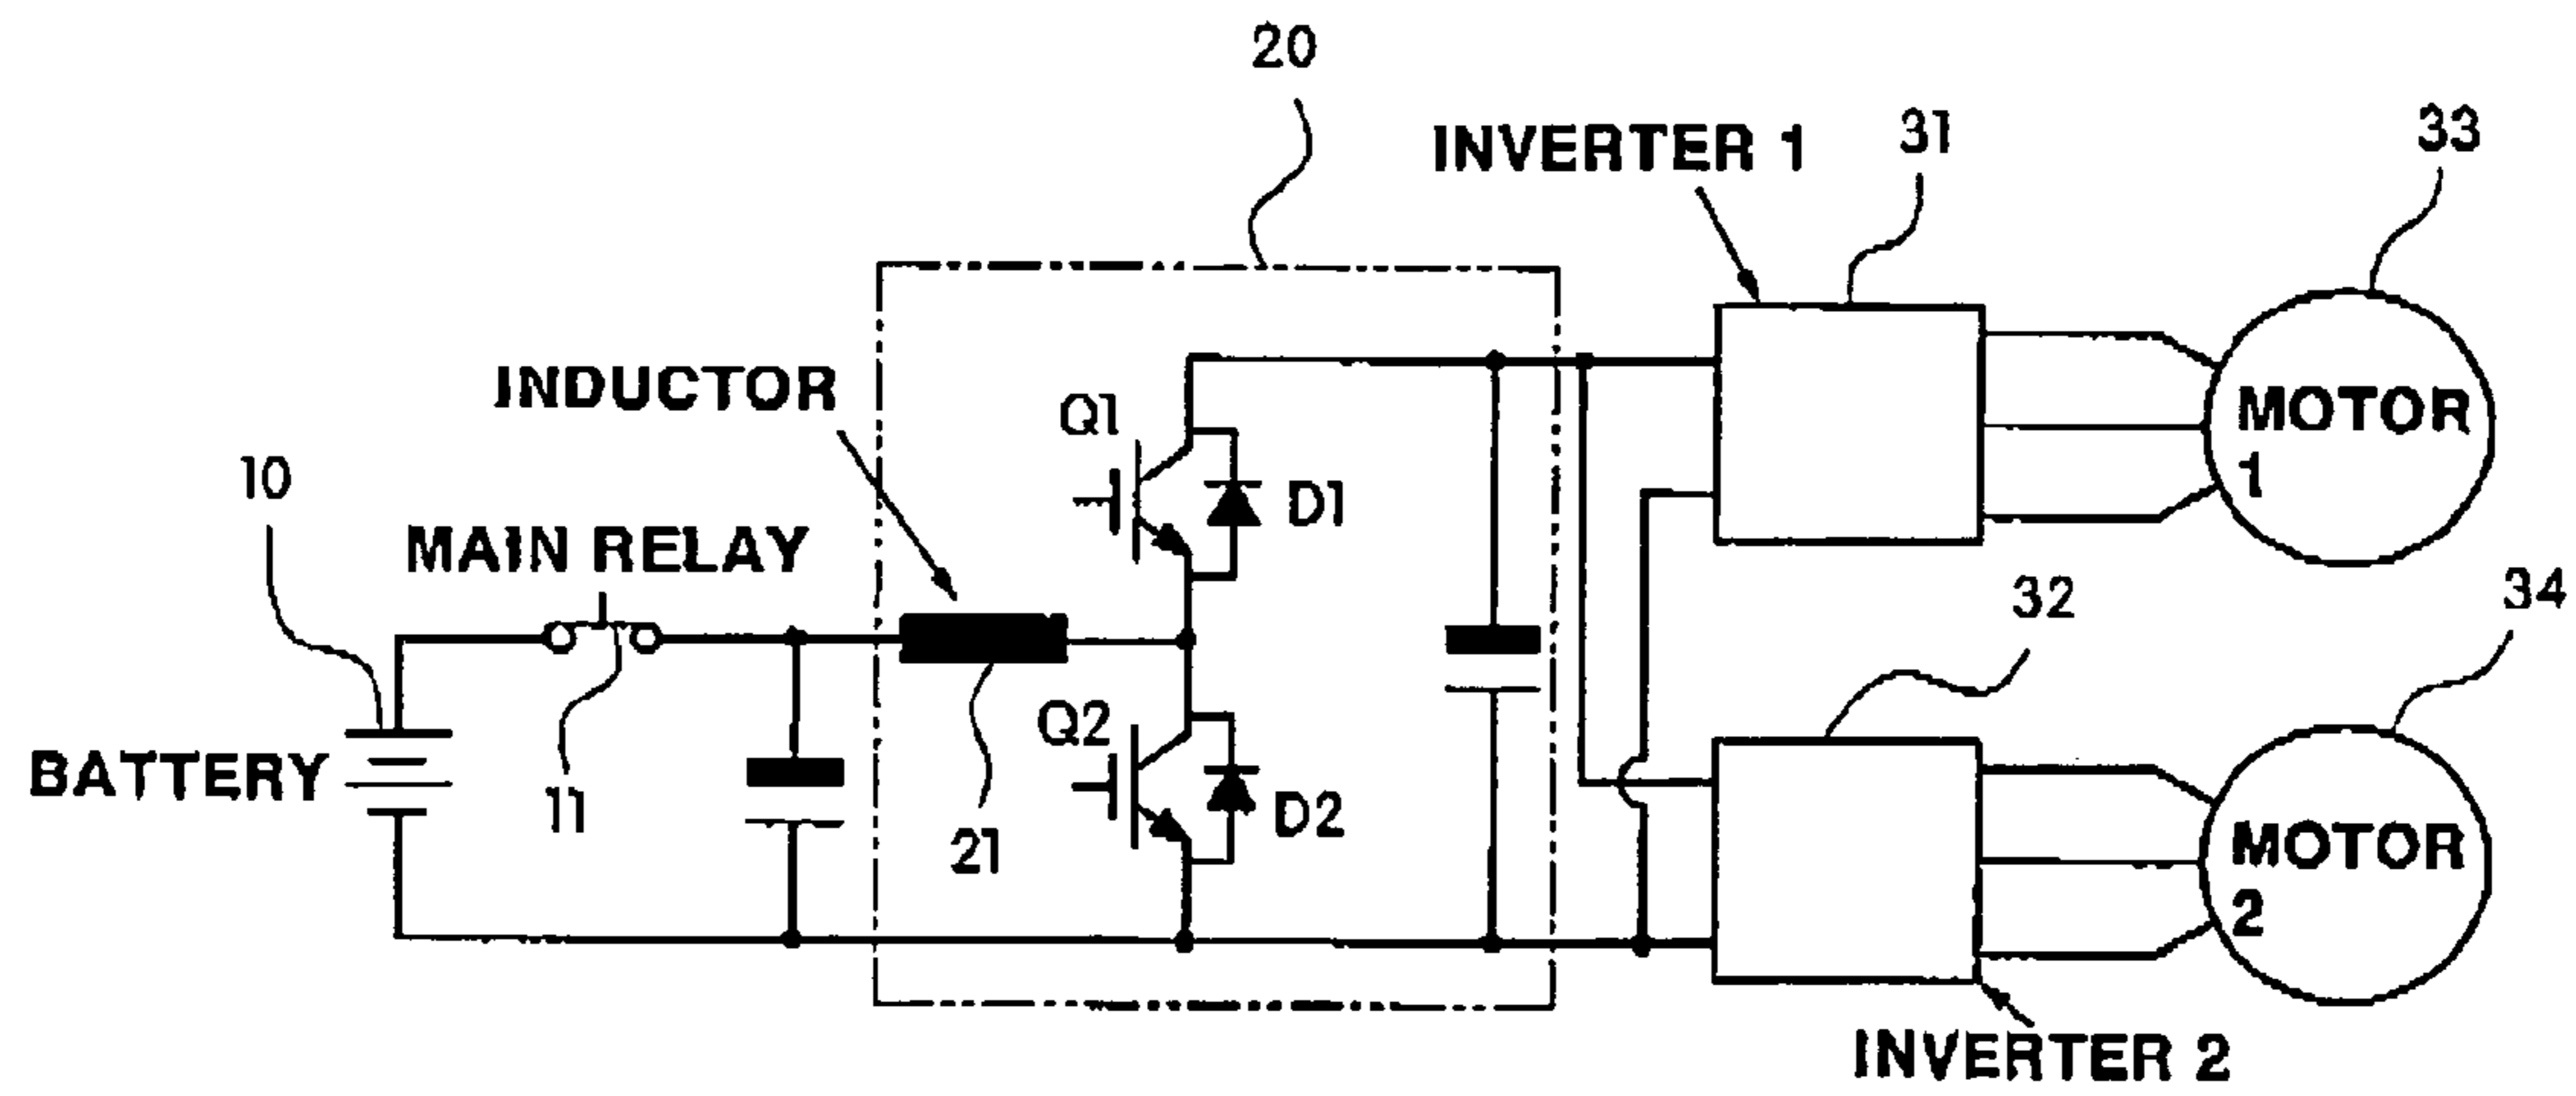 20
INVERTER 1
31
33
INDUCTOR
Q1
D1
MOTOR
1
10
MAIN RELAY
32
34
BATTERY
11
21
Q2
D2
MOTOR
2
INVERTER 2